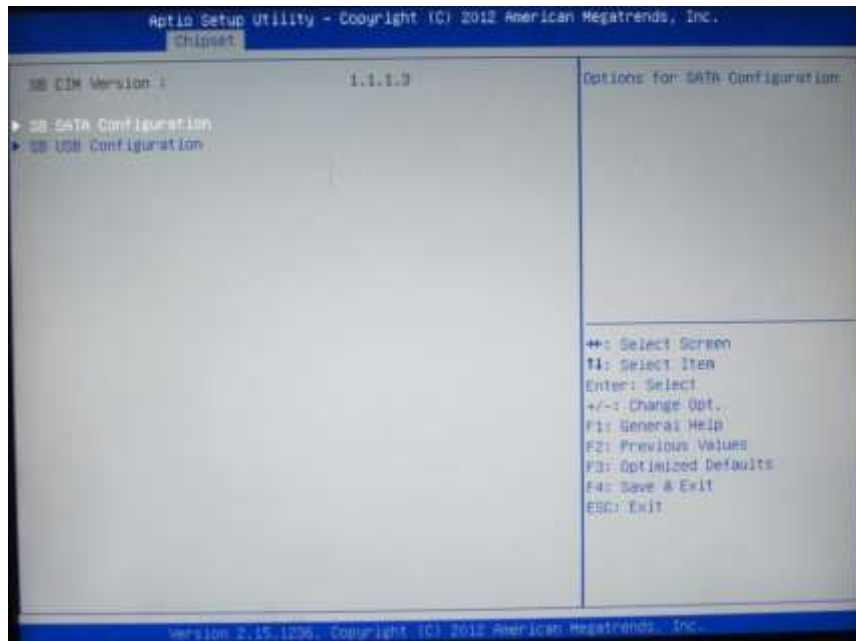 Aptio Setup Utility - Copyright (C) 2012 American Megatrends, Inc.
Chipset
SB CIM Version : 1.1.1.3
Options for SATA Configuration
SB SATA Configuration
SB USB Configuration
: Select Screen
↑↓: Select Item
Enter: Select
+/-: Change Opt.
F1: General Help
F2: Previous Values
F3: Optimized Defaults
F4: Save & Exit
ESC: Exit
Version 2.15.1236. Copyright (C) 2012 American Megatrends, Inc.